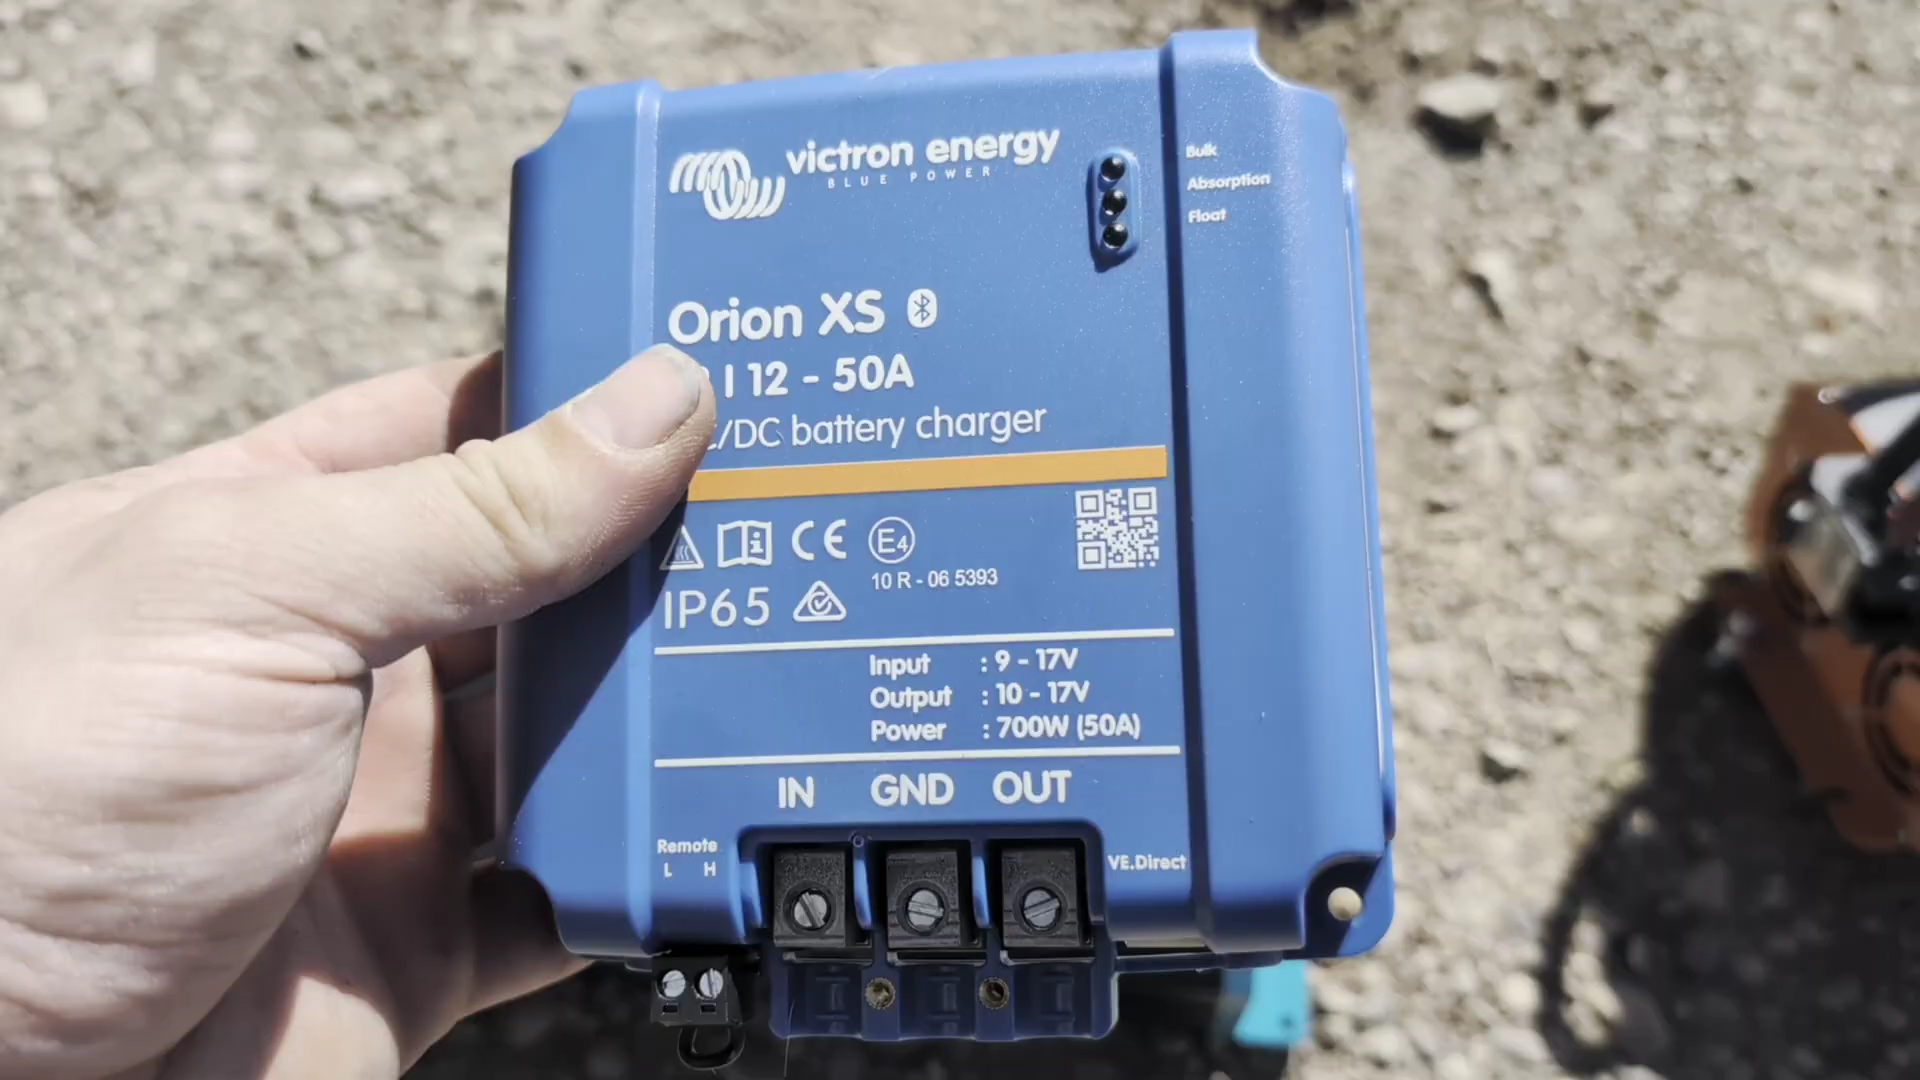 victron energy
BLUE POWER
Bulk
Absorption
Float
Orion XS
| 12 - 50A
/DC battery charger
CE E4
10 R - 06 5393
IP65
Input : 9 - 17V
Output : 10 - 17V
Power : 700W (50A)
IN GND OUT
Remote
L H
VE.Direct